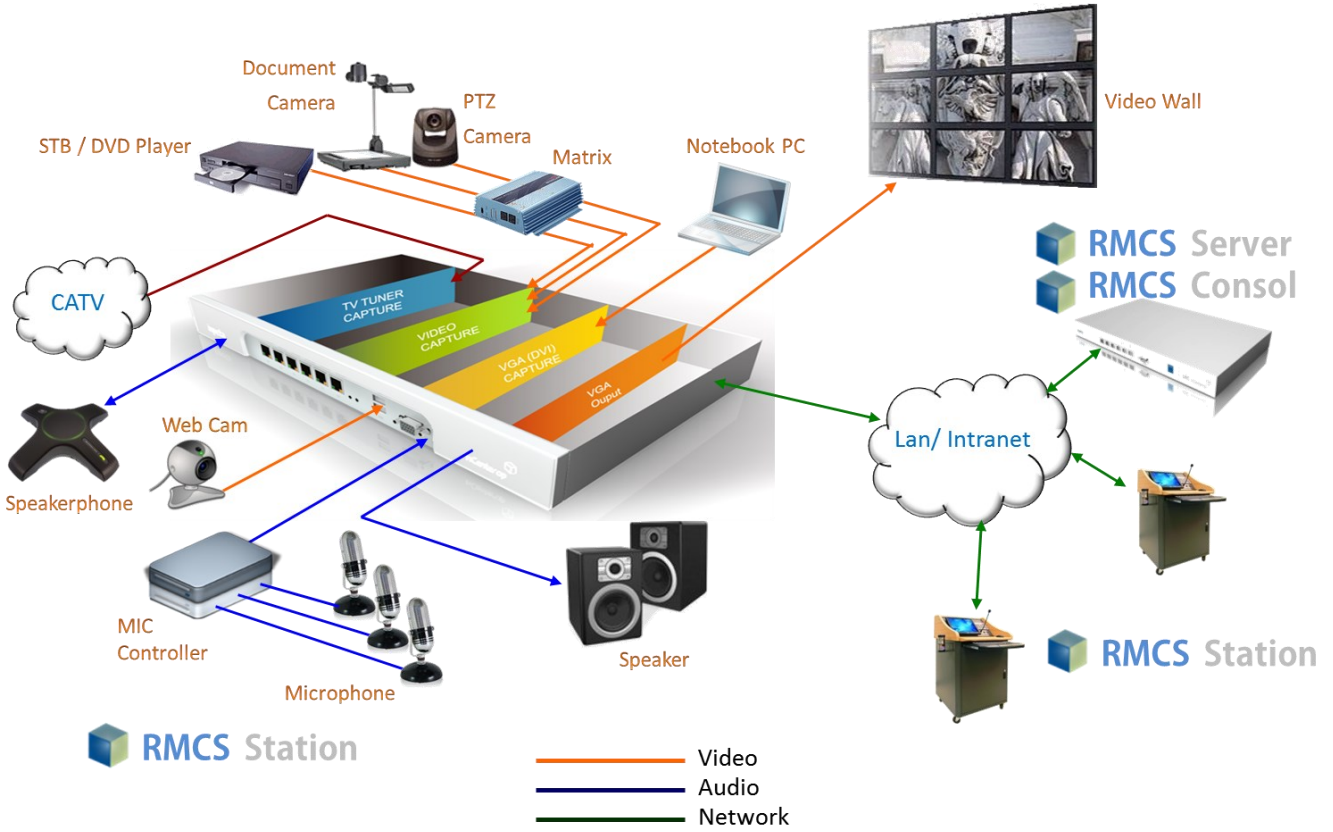 Document
Camera
PTZ
Camera
STB / DVD Player
Matrix
Notebook PC
Video Wall
RMCS Server
RMCS Consol
CATV
TV TUNER
CAPTURE
VIDEO
CAPTURE
VGA (DVI)
CAPTURE
VGA
Ouput
Lan/ Intranet
Web Cam
Speakerphone
MIC
Controller
Microphone
Speaker
RMCS Station
RMCS Station
Video
Audio
Network